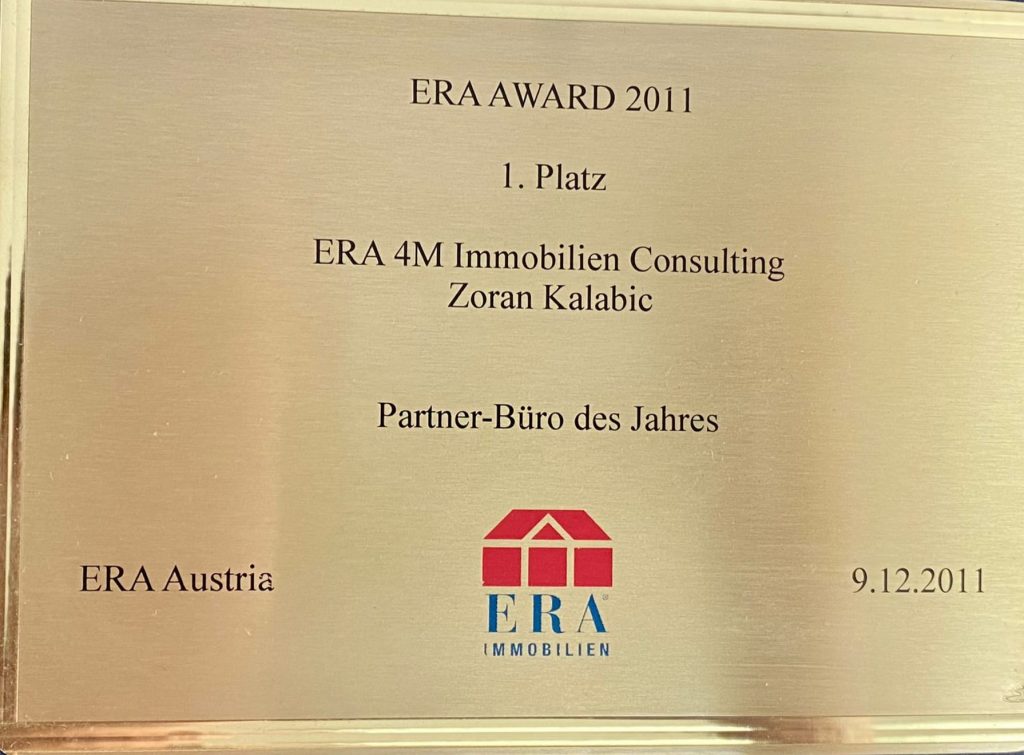 ERA AWARD 2011
1. Platz
ERA 4M Immobilien Consulting
Zoran Kalabic
Partner-Büro des Jahres
ERA Austria
9.12.2011
ERA®
IMMOBILIEN